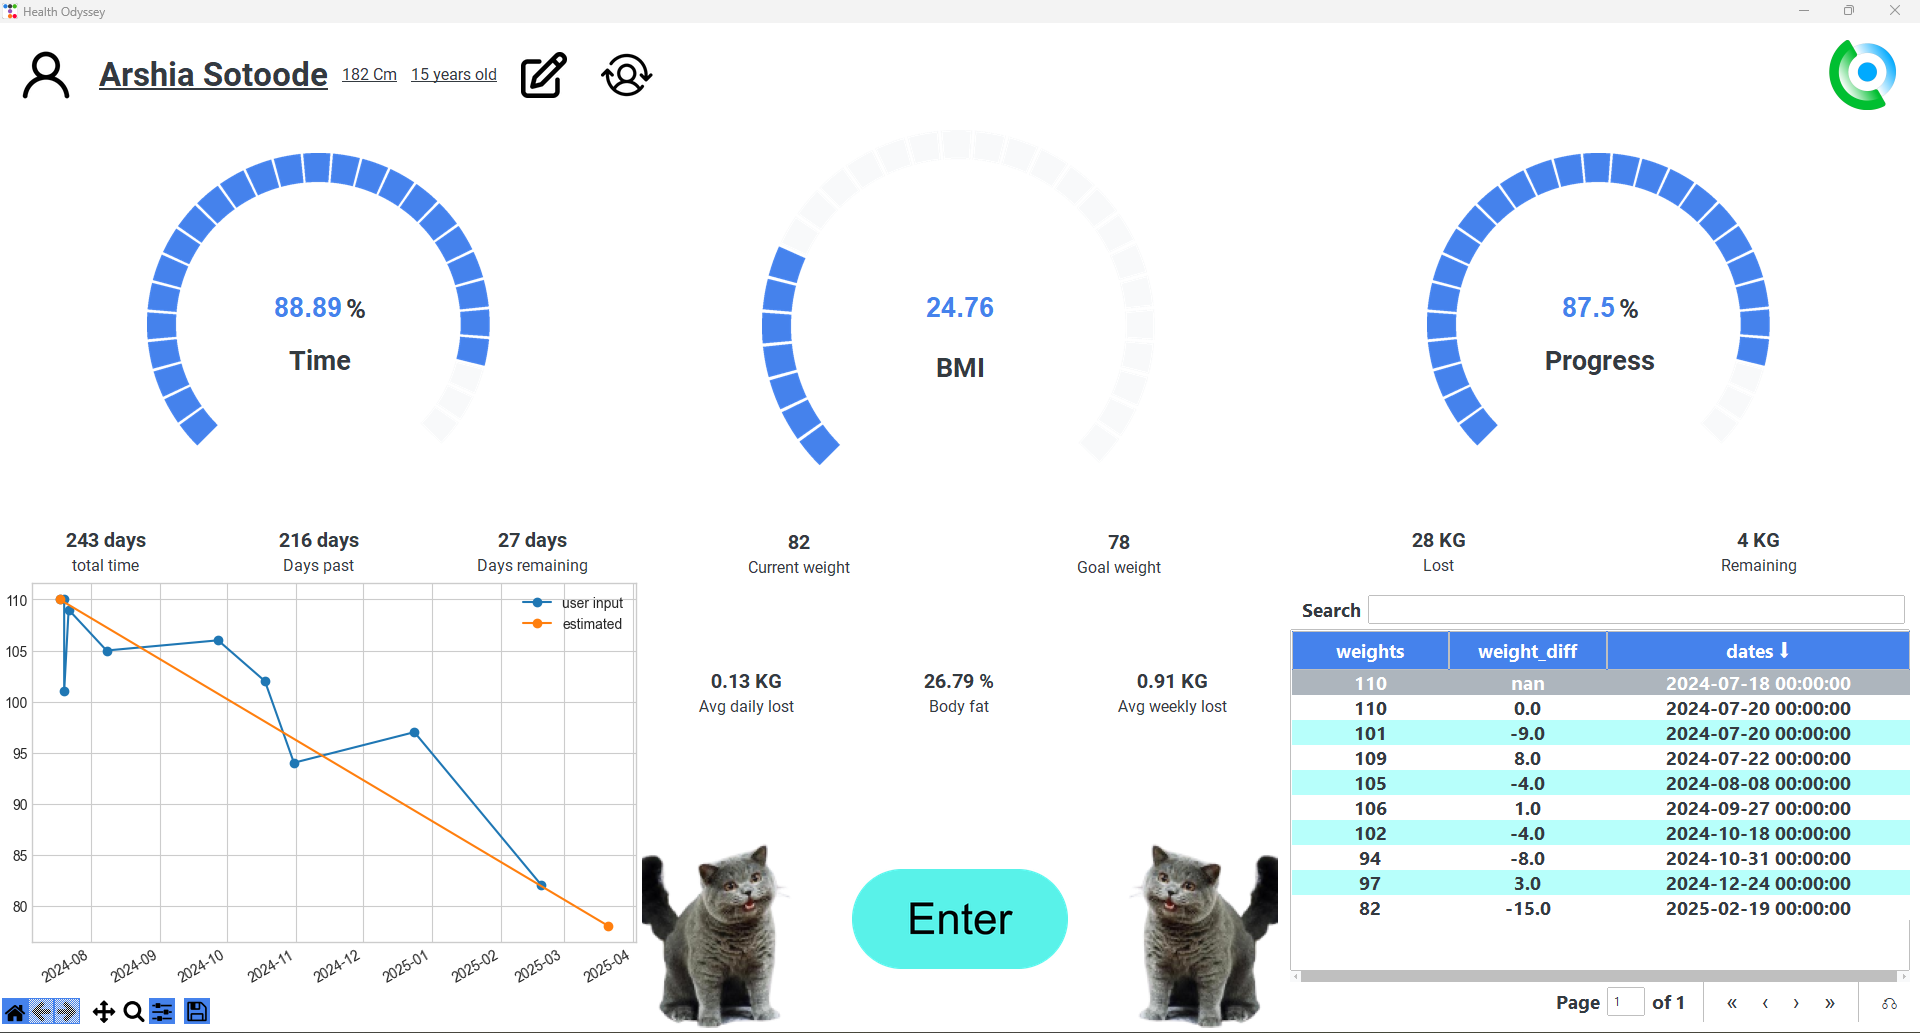 Health Odyssey
Arshia Sotoode 182 Cm 15 years old
88.89 %
Time
24.76
BMI
87.5 %
Progress
243 days
total time
216 days
Days past
27 days
Days remaining
82
Current weight
78
Goal weight
28 KG
Lost
4 KG
Remaining
110
105
100
95
90
85
80
user input
estimated
2024-08
2024-09
2024-10
2024-11
2024-12
2025-01
2025-02
2025-03
2025-04
0.13 KG
Avg daily lost
26.79 %
Body fat
0.91 KG
Avg weekly lost
Enter
Search
weights weight_diff dates ⬇
110 nan 2024-07-18 00:00:00
110 0.0 2024-07-20 00:00:00
101 -9.0 2024-07-20 00:00:00
109 8.0 2024-07-22 00:00:00
105 -4.0 2024-08-08 00:00:00
106 1.0 2024-09-27 00:00:00
102 -4.0 2024-10-18 00:00:00
94 -8.0 2024-10-31 00:00:00
97 3.0 2024-12-24 00:00:00
82 -15.0 2025-02-19 00:00:00
Page 1 of 1 « ‹ › »